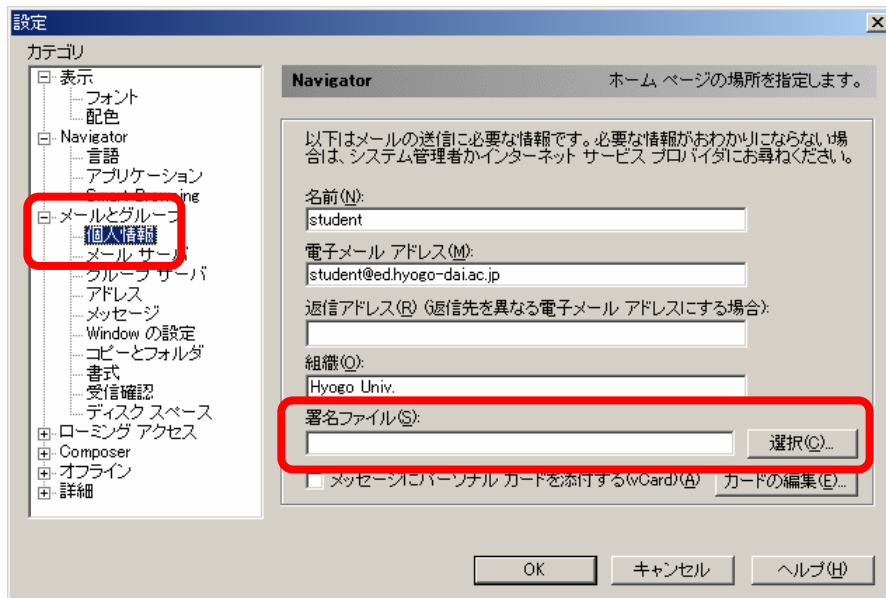 設定
カテゴリ
表示
フォント
配色
Navigator
言語
アプリケーション
Smart Browsing
メールとグループ
個人情報
メール サーバ
グループ サーバ
アドレス
メッセージ
Window の設定
コピーとフォルダ
書式
受信確認
ディスク スペース
ローミング アクセス
Composer
オフライン
詳細
Navigator ホーム ページの場所を指定します。
以下はメールの送信に必要な情報です。必要な情報がおわかりにならない場
合は、システム管理者かインターネット サービス プロバイダにお尋ねください。
名前(N):
student
電子メール アドレス(M):
student@ed.hyogo-dai.ac.jp
返信アドレス(R) (返信先を異なる電子メール アドレスにする場合):
組織(O):
Hyogo Univ.
署名ファイル(S):
選択(C)...
メッセージにパーソナル カードを添付する(vCard)(A) カードの編集(E)...
OK キャンセル ヘルプ(H)